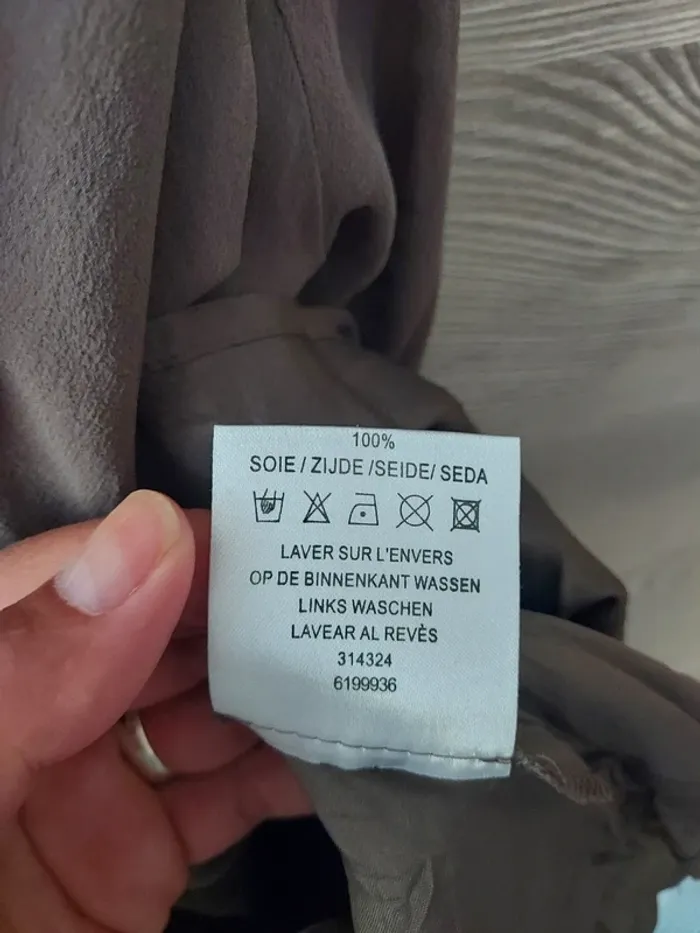 100%
SOIE / ZIJDE /SEIDE/ SEDA
LAVER SUR L'ENVERS
OP DE BINNENKANT WASSEN
LINKS WASCHEN
LAVEAR AL REVÈS
314324
6199936